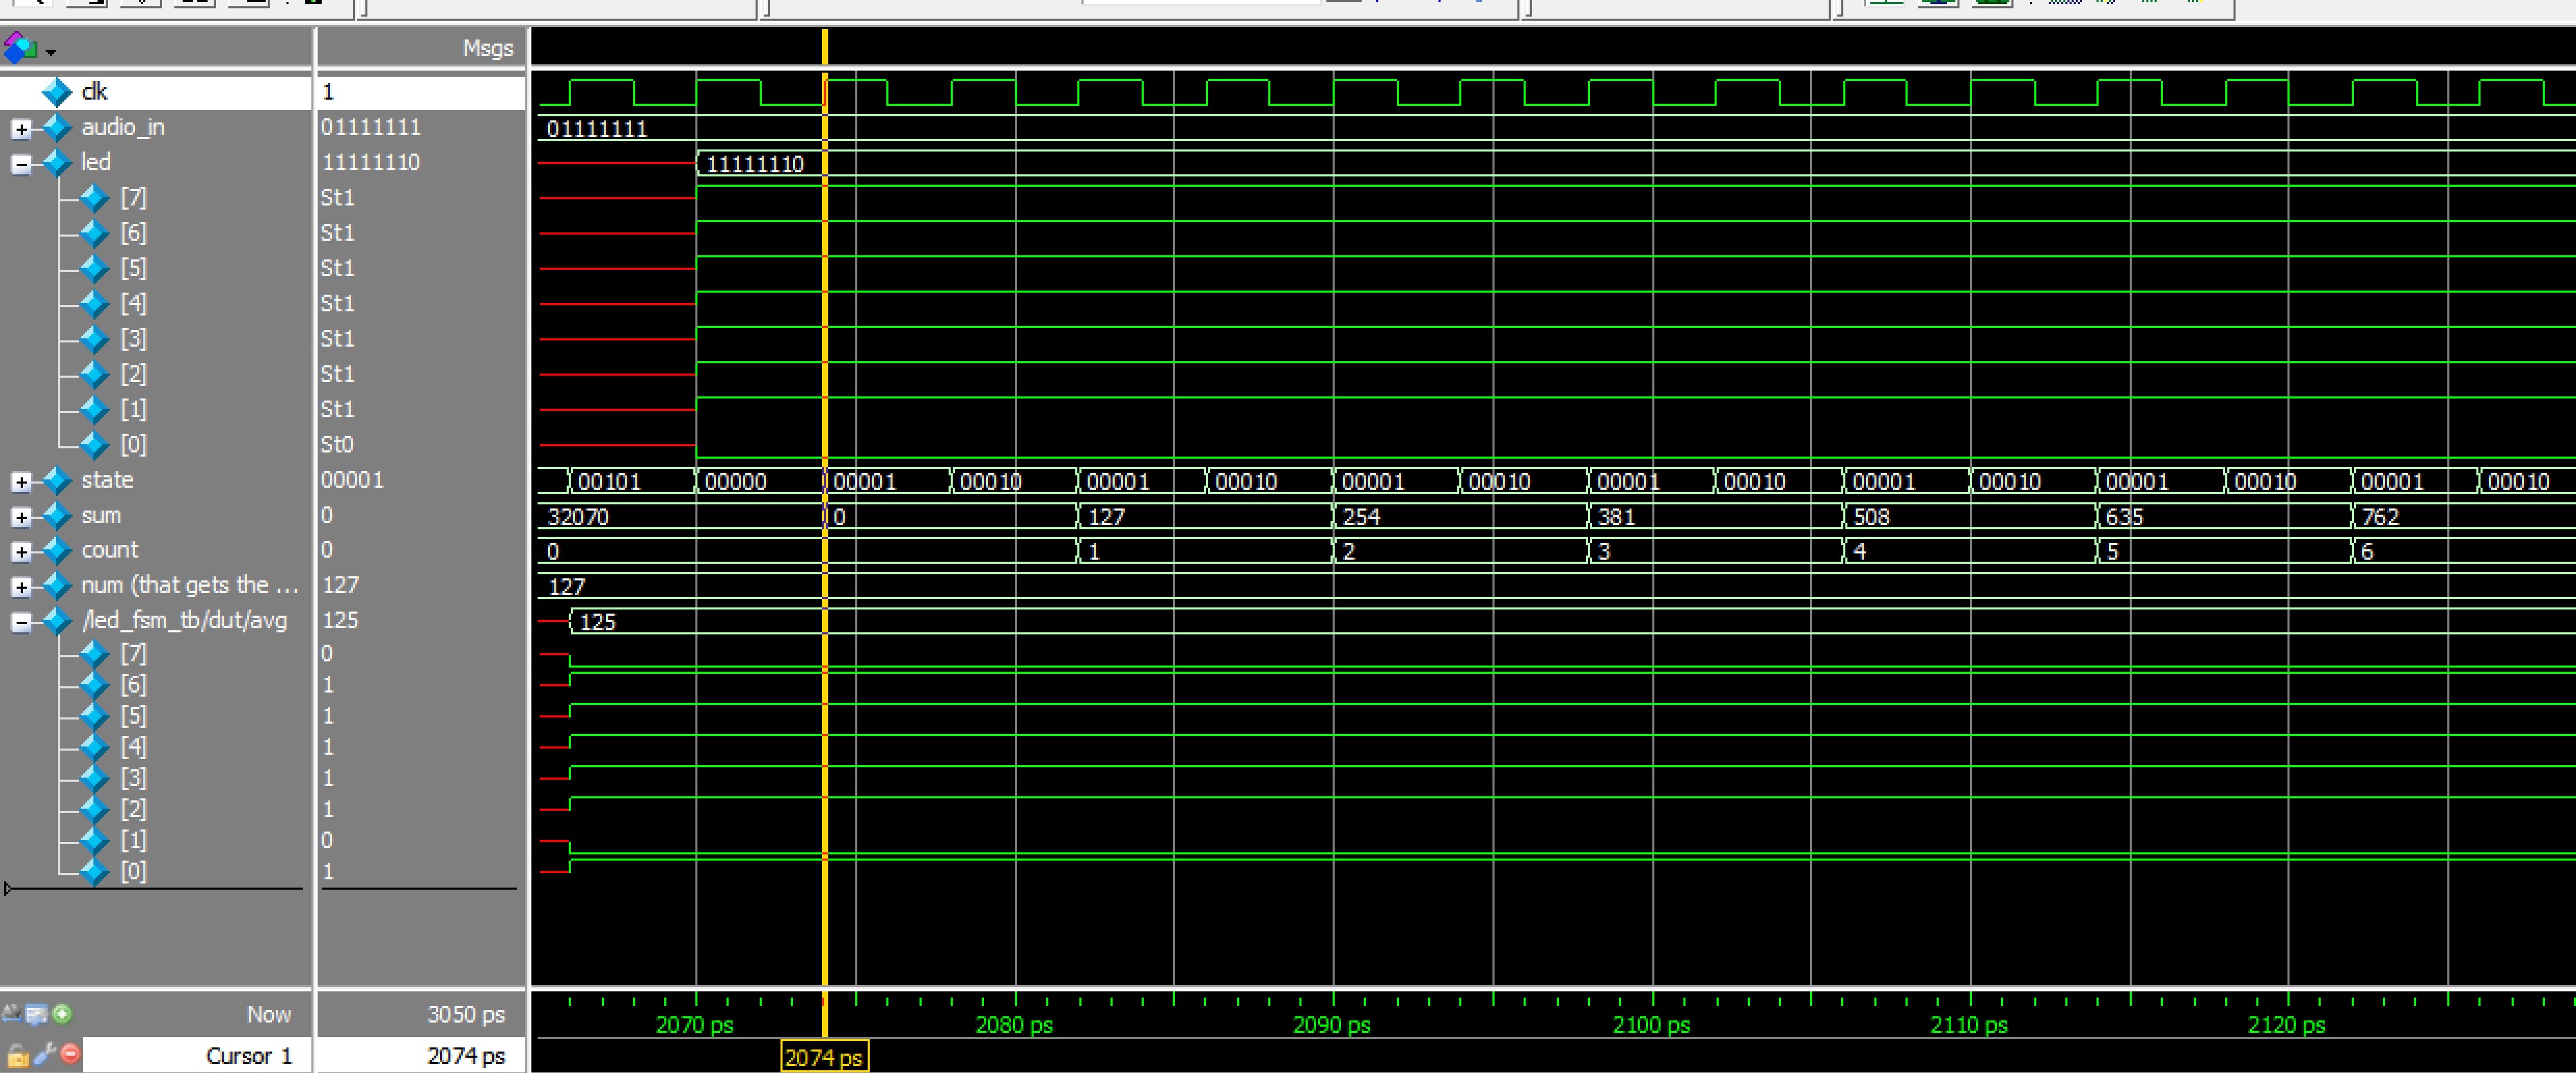 Msgs
clk 1
audio_in 01111111 01111111
led 11111110 11111110
[7] St1
[6] St1
[5] St1
[4] St1
[3] St1
[2] St1
[1] St1
[0] St0
state 00001 00101 00000 00001 00010 00001 00010 00001 00010 00001 00010 00001 00010 00001 00010 00001 00010
sum 0 32070 0 127 254 381 508 635 762
count 0 0 1 2 3 4 5 6
num (that gets the ... 127 127
/led_fsm_tb/dut/avg 125 125
[7] 0
[6] 1
[5] 1
[4] 1
[3] 1
[2] 1
[1] 0
[0] 1
Now 3050 ps 2070 ps 2080 ps 2090 ps 2100 ps 2110 ps 2120 ps
Cursor 1 2074 ps 2074 ps